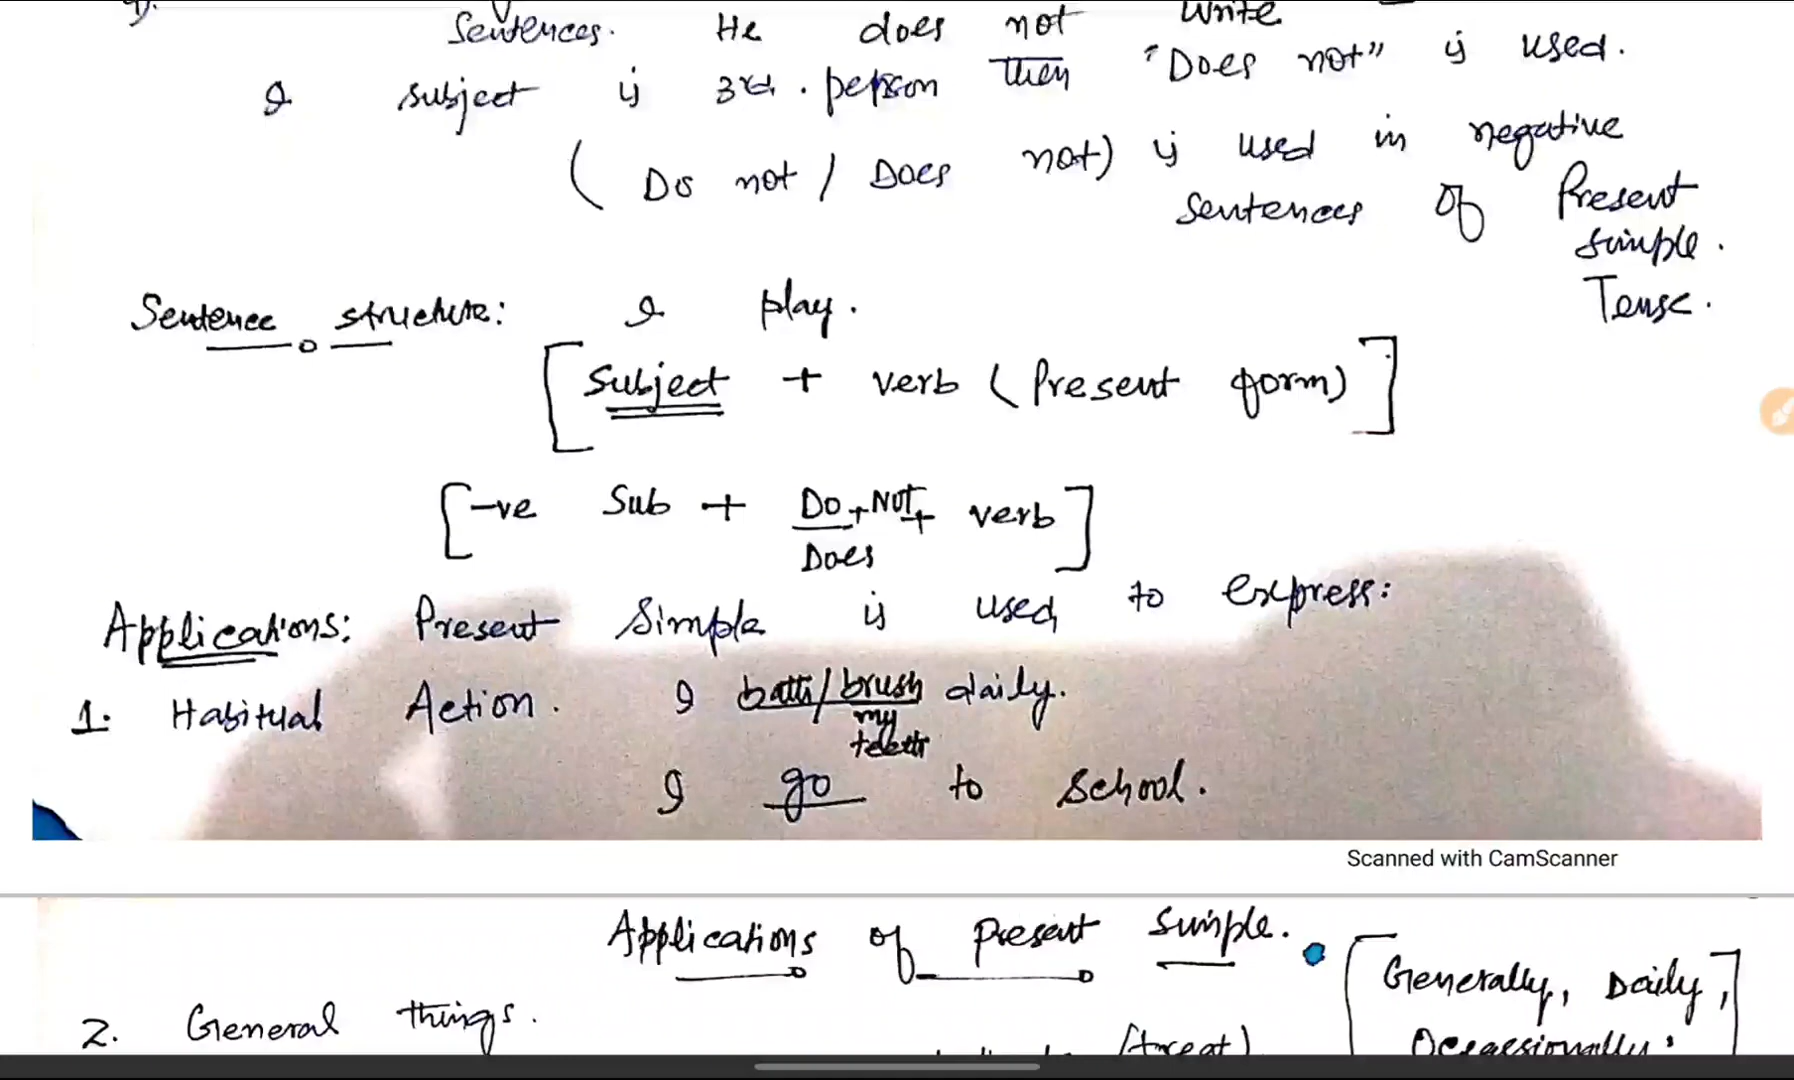 Sentences. He does not write
I subject is 3rd. person then "Does not" is used.
(Do not / Does not) is used in negative
sentences of Present
simple.
Tense.
Sentence structure: I play.
[Subject + verb (Present form)]
[-ve Sub + Do + NOT + verb]
Does
Applications: Present Simple is used to express:
1. Habitual Action. I bath/brush daily.
my
teeth
I go to school.
Scanned with CamScanner
Applications of Present Simple.
[Generally, Daily,]
2. General things.
Occassionally,